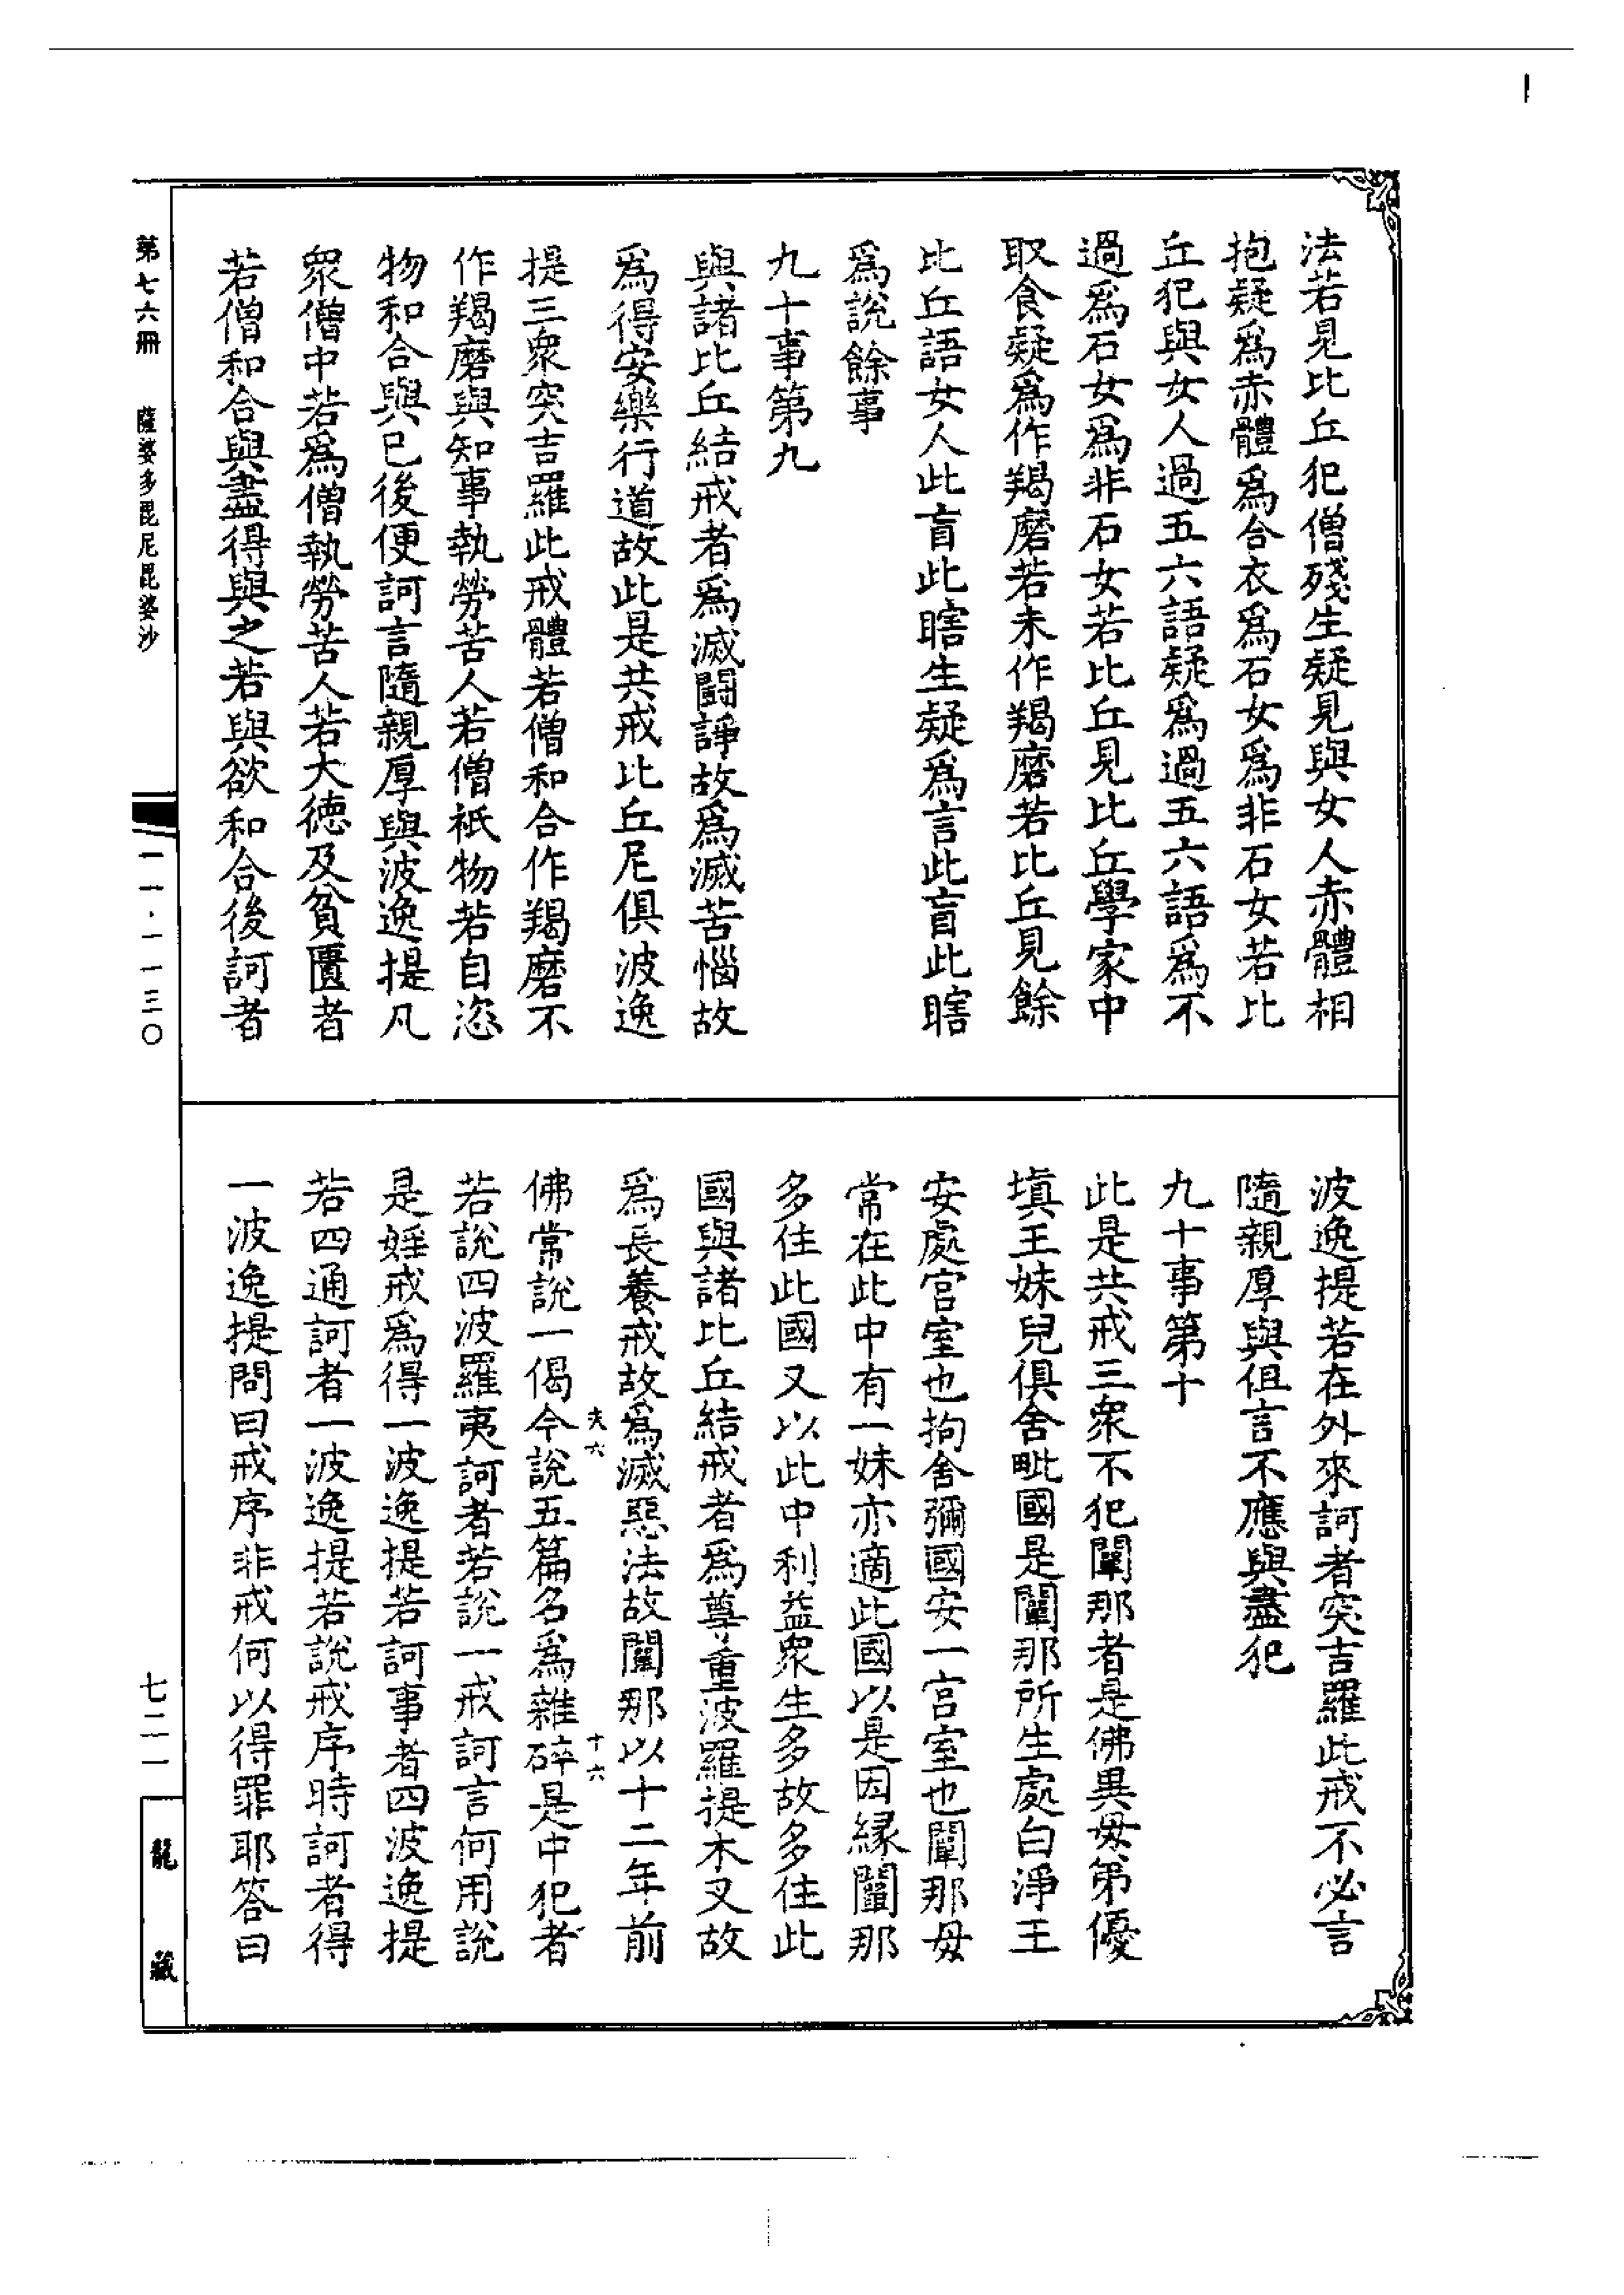 法若見比丘犯僧殘生疑見與女人赤體相
抱疑爲赤體爲合衣爲石女爲非石女若比
丘犯與女人過五六語疑爲過五六語爲不
過爲石女爲非石女若比丘見比丘學家中
取食疑爲作羯磨若未作羯磨若比丘見餘
比丘語女人此盲此瞎生疑爲言此盲此瞎
爲說餘事
九十事第九
與諸比丘結戒者爲滅鬪諍故爲滅苦惱故
爲得安樂行道故此是共戒比丘尼俱波逸
提三衆突吉羅此戒體若僧和合作羯磨不
作羯磨與知事執勞苦人若僧祇物若自恣
物和合與已後便訶言隨親厚與波逸提凡
衆僧中若爲僧執勞苦人若大德及貧匱者
若僧和合與盡得與之若與欲和合後訶者
波逸提若在外來訶者突吉羅此戒不必言
隨親厚與但言不應與盡犯
九十事第十
此是共戒三衆不犯闡那者是佛異母弟優
填王妹兒俱舍毗國是闡那所生處白淨王
安處宮室也拘舍彌國安一宮室也闡那母
常在此中有一妹亦適此國以是因緣闡那
多住此國又以此中利益衆生多故多住此
國與諸比丘結戒者爲尊重波羅提木叉故
爲長養戒故爲滅惡法故闡那以十二年前
夫六
十六
佛常說一偈今說五篇名爲雜碎是中犯者
若說四波羅夷訶者若說一戒訶言何用說
是婬戒爲得一波逸提若訶事者四波逸提
若四通訶者一波逸提若說戒序時訶者得
一波逸提問曰戒序非戒何以得罪耶答曰
第七六冊
薩婆多毘尼毘婆沙
一一·一一三〇
七二一
龍藏